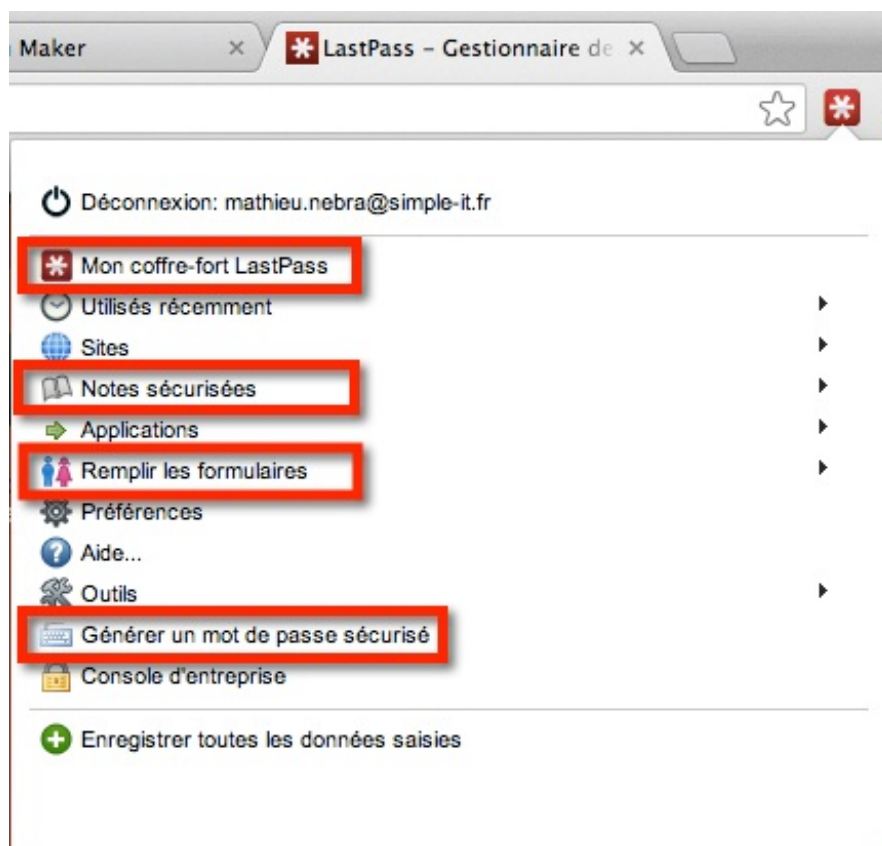 Maker
LastPass – Gestionnaire de
Déconnexion: mathieu.nebra@simple-it.fr
Mon coffre-fort LastPass
Utilisés récemment
Sites
Notes sécurisées
Applications
Remplir les formulaires
Préférences
Aide...
Outils
Générer un mot de passe sécurisé
Console d'entreprise
Enregistrer toutes les données saisies